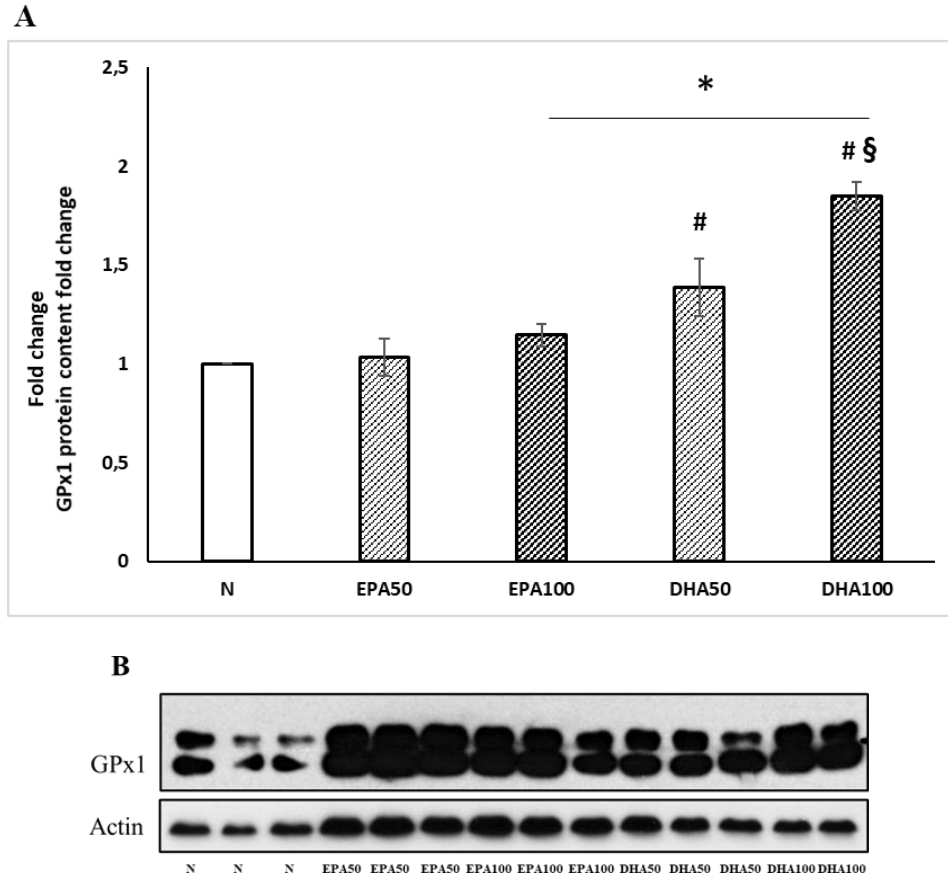 A
2,5
*
# §
2
#
1,5
Fold change
GPx1 protein content fold change
1
0,5
0
N EPA50 EPA100 DHA50 DHA100
B
GPx1
Actin
N N N EPA50 EPA50 EPA50 EPA100 EPA100 EPA100 DHA50 DHA50 DHA50 DHA100 DHA100